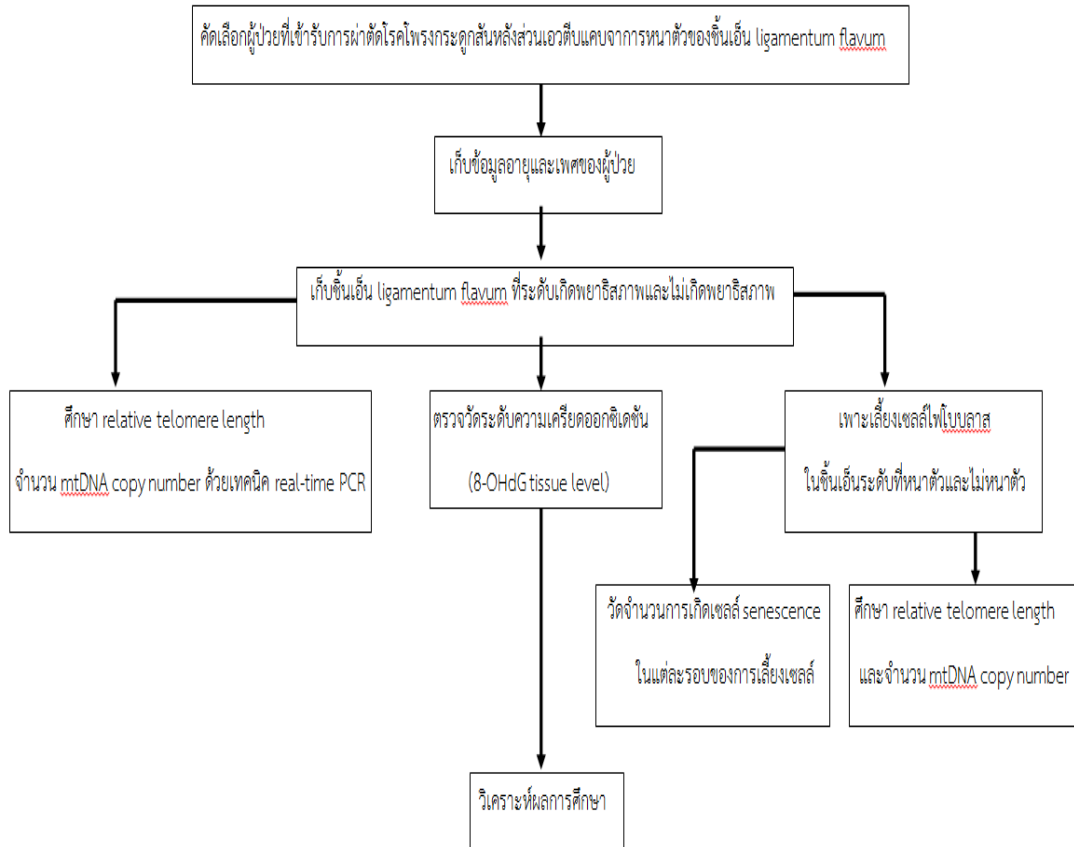 คัดเลือกผู้ป่วยที่เข้ารับการผ่าตัดโรคโพรงกระดูกสันหลังส่วนเอวตีบแคบจาการหนาตัวของชิ้นเอ็น ligamentum flavum
เก็บข้อมูลอายุและเพศของผู้ป่วย
เก็บชิ้นเอ็น ligamentum flavum ที่ระดับเกิดพยาธิสภาพและไม่เกิดพยาธิสภาพ
ศึกษา relative telomere length
จำนวน mtDNA copy number ด้วยเทคนิค real-time PCR
ตรวจวัดระดับความเครียดออกซิเดชัน
(8-OHdG tissue level)
เพาะเลี้ยงเซลล์ไฟโบบลาส
ในชิ้นเอ็นระดับที่หนาตัวและไม่หนาตัว
วัดจำนวนการเกิดเซลล์ senescence
ในแต่ละรอบของการเลี้ยงเซลล์
ศึกษา relative telomere length
และจำนวน mtDNA copy number
วิเคราะห์ผลการศึกษา